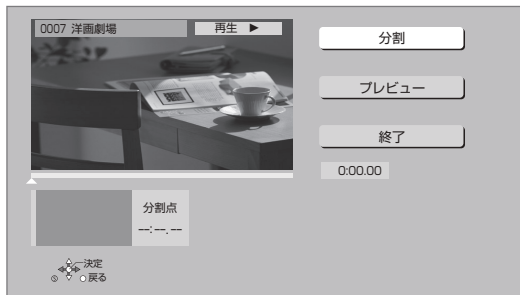 0007 洋画劇場
再生 ▶
分割
プレビュー
終了
0:00.00
分割点
--:--.--
決定
戻る